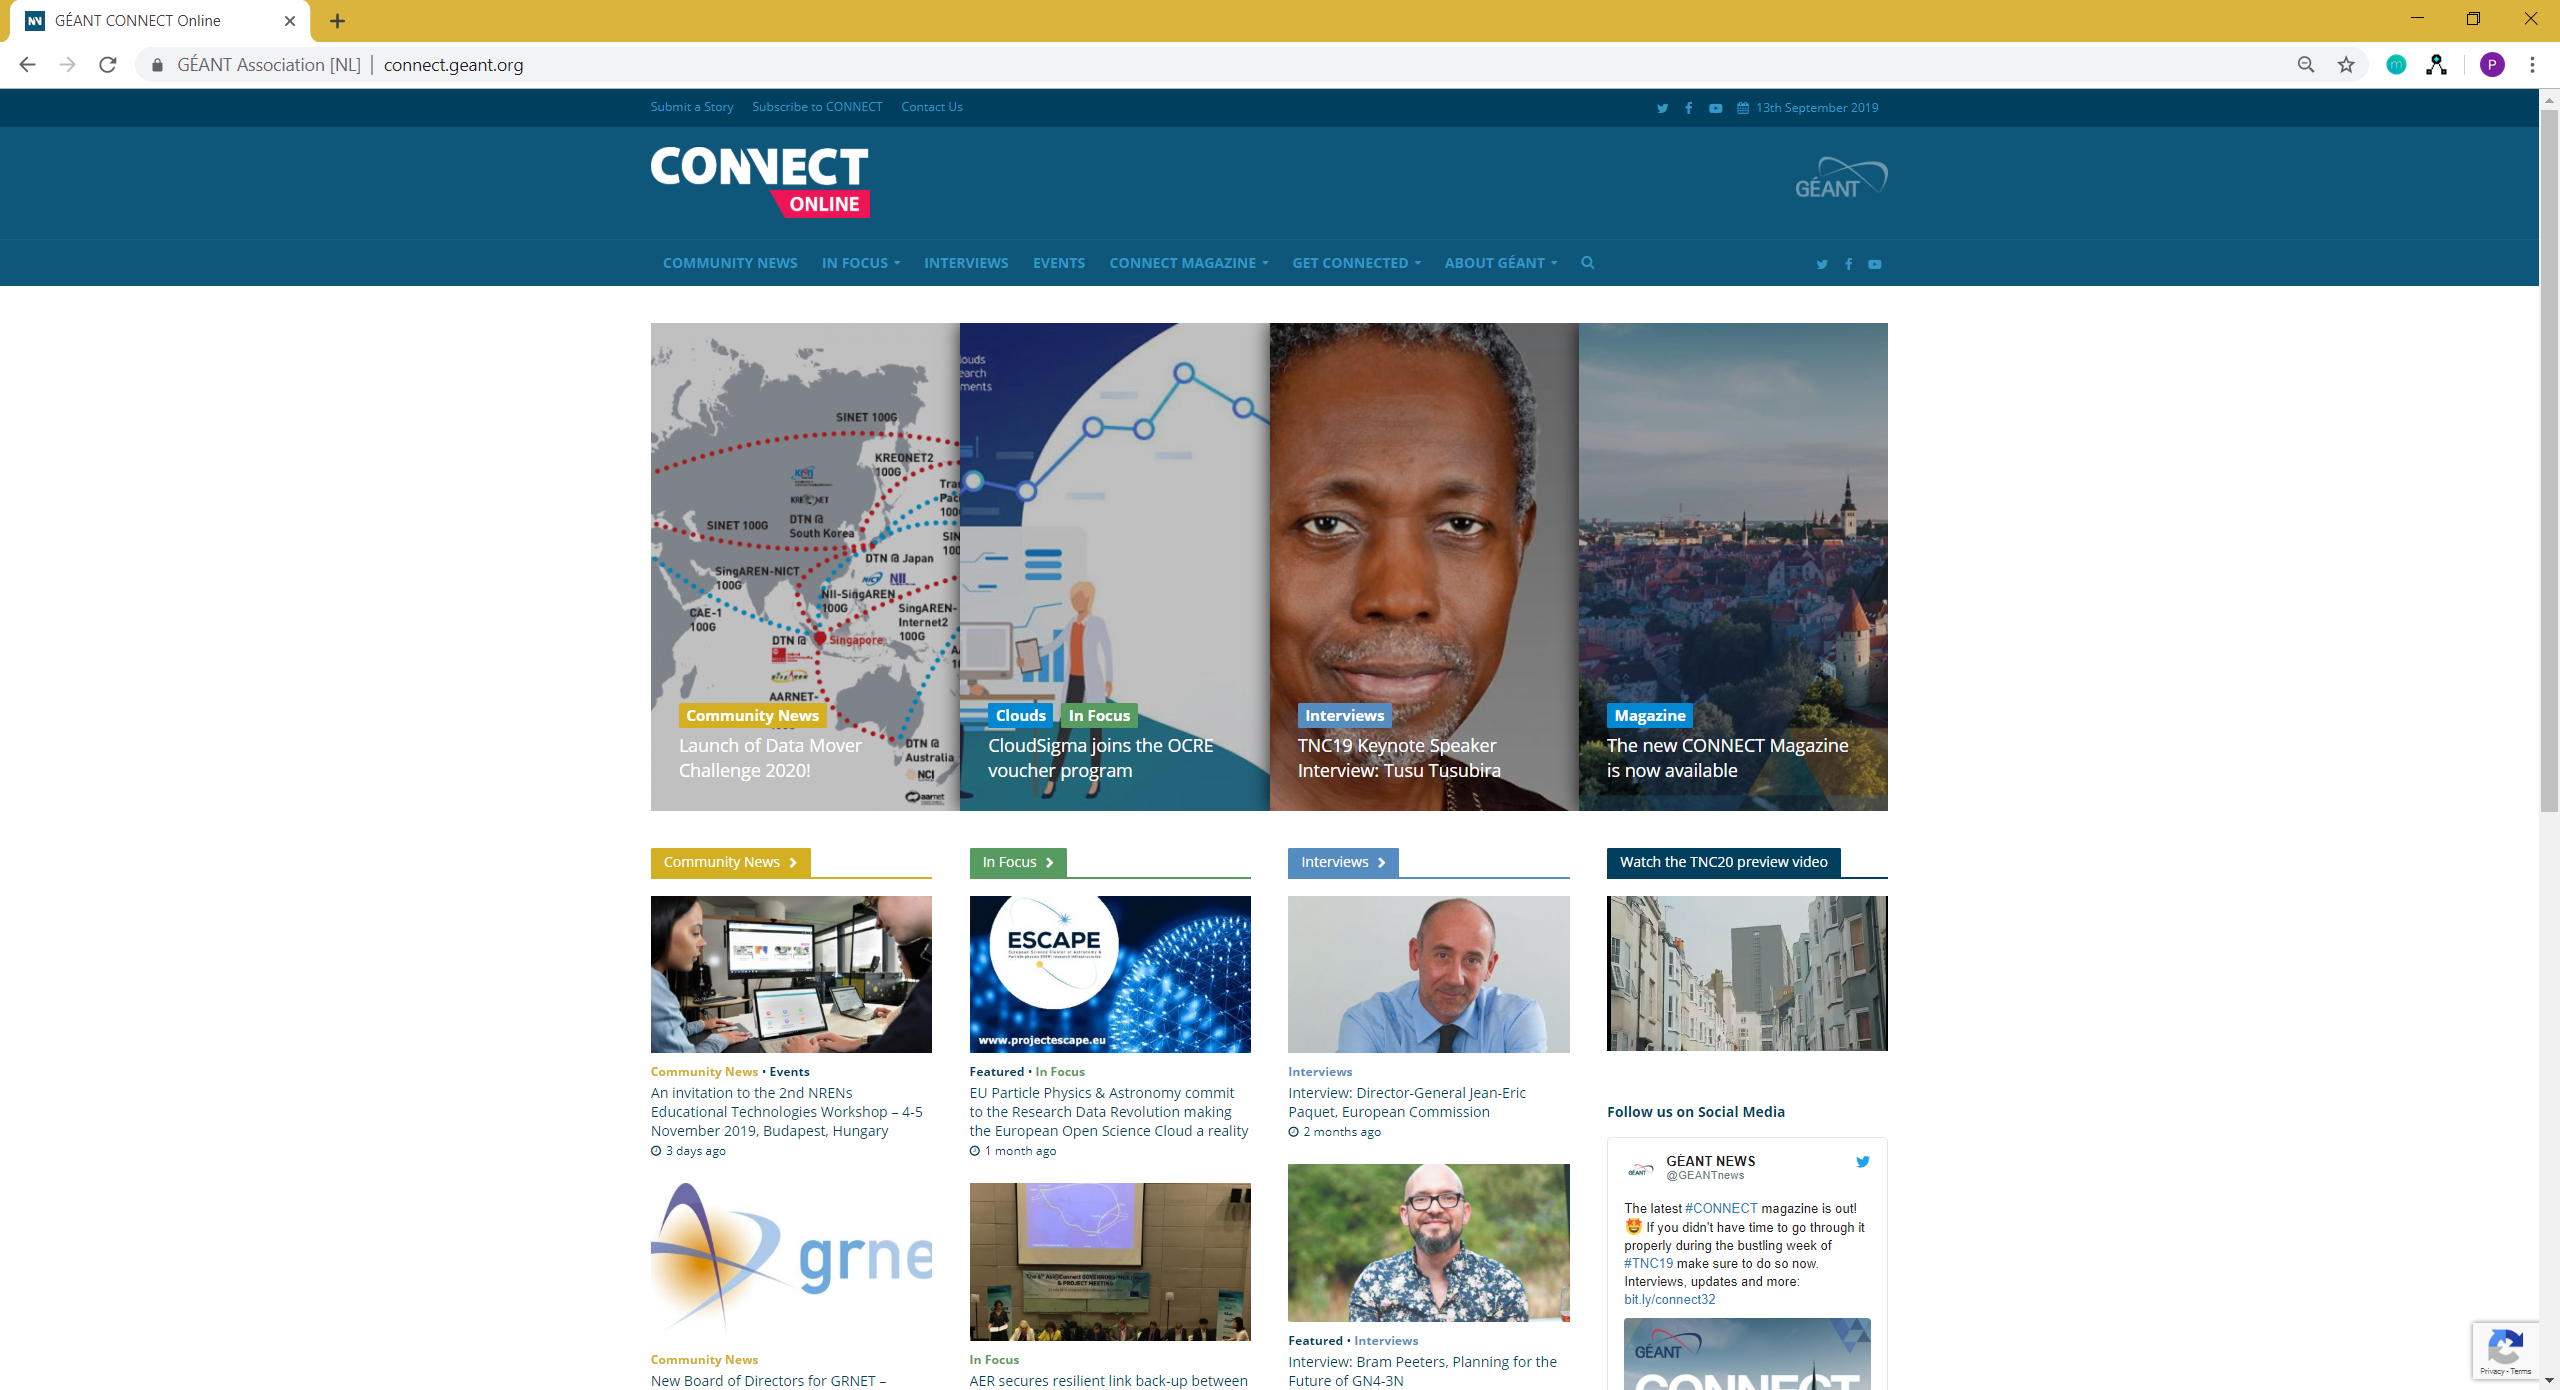 GÉANT CONNECT Online
GÉANT Association [NL] | connect.geant.org
P
Submit a Story Subscribe to CONNECT Contact Us
13th September 2019
CONNECT
ONLINE
GÉANT
COMMUNITY NEWS IN FOCUS INTERVIEWS EVENTS CONNECT MAGAZINE GET CONNECTED ABOUT GÉANT
SINET 100G
KREONET2
100G
KREONET
DTN @
South Korea
SINET 100G
DTN @ Japan
NICT NII
SingAREN-NICT
100G
NII-SingAREN
100G
SingAREN-
Internet2
100G
CAE-1
100G
DTN @
Singapore
AARNET-
DTN @
Australia
NCI
aarnet
Community News
Launch of Data Mover
Challenge 2020!
louds
earch
ments
Clouds In Focus
CloudSigma joins the OCRE
voucher program
Interviews
TNC19 Keynote Speaker
Interview: Tusu Tusubira
Magazine
The new CONNECT Magazine
is now available
Community News
An invitation to the 2nd NRENs
Educational Technologies Workshop – 4-5
November 2019, Budapest, Hungary
3 days ago
grne
Community News • Events
Community News
New Board of Directors for GRNET –
In Focus
ESCAPE
www.projectescape.eu
Featured • In Focus
EU Particle Physics & Astronomy commit
to the Research Data Revolution making
the European Open Science Cloud a reality
1 month ago
& PROJECT MEETING
In Focus
AER secures resilient link back-up between
Interviews
Interviews
Interview: Director-General Jean-Eric
Paquet, European Commission
2 months ago
Featured • Interviews
Interview: Bram Peeters, Planning for the
Future of GN4-3N
Watch the TNC20 preview video
Follow us on Social Media
GÉANT
GÉANT NEWS
@GEANTnews
The latest #CONNECT magazine is out!
🤩 If you didn't have time to go through it
properly during the bustling week of
#TNC19 make sure to do so now.
Interviews, updates and more:
bit.ly/connect32
GÉANT
CONNECT
Privacy - Terms